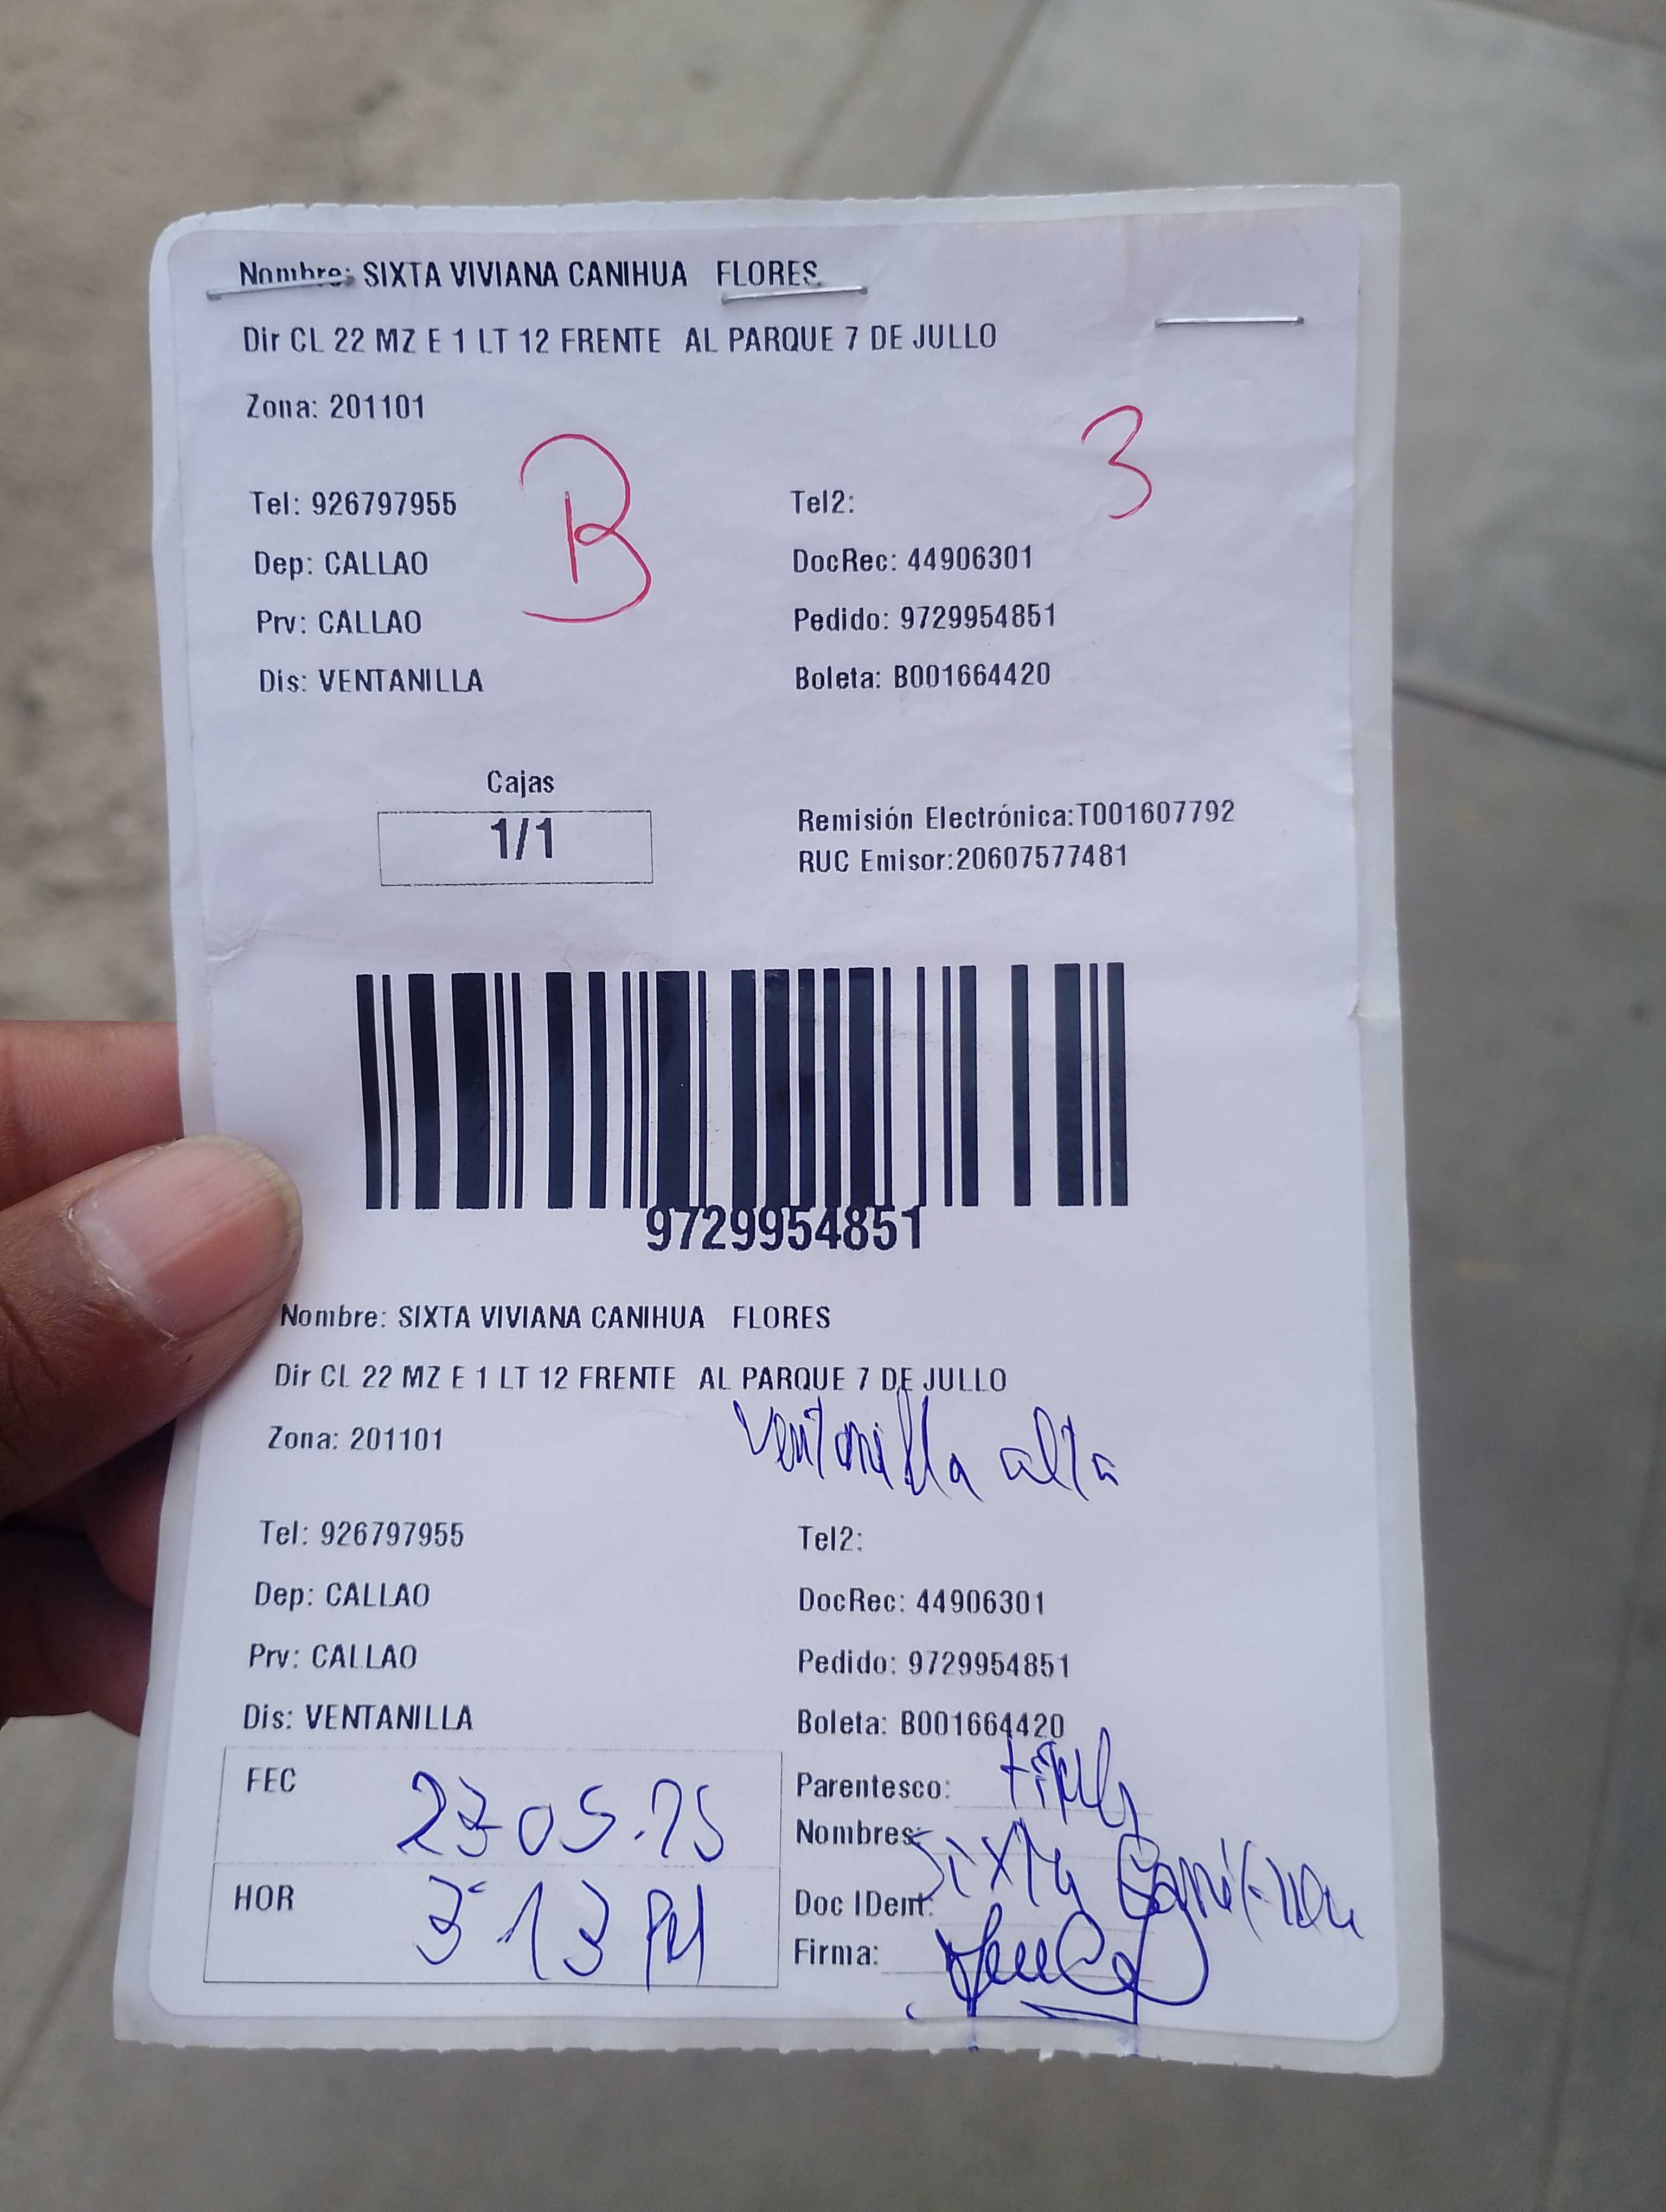 Nombre: SIXTA VIVIANA CANIHUA FLORES
Dir CL 22 MZ E 1 LT 12 FRENTE AL PARQUE 7 DE JULLO
Zona: 201101
B
3
Tel: 926797955 Tel2:
Dep: CALLAO DocRec: 44906301
Prv: CALLAO Pedido: 9729954851
Dis: VENTANILLA Boleta: B001664420
Cajas
1/1
Remisión Electrónica:T001607792
RUC Emisor:20607577481
9729954851
Nombre: SIXTA VIVIANA CANIHUA FLORES
Dir CL 22 MZ E 1 LT 12 FRENTE AL PARQUE 7 DE JULLO
Zona: 201101 Ventanilla alta
Tel: 926797955 Tel2:
Dep: CALLAO DocRec: 44906301
Prv: CALLAO Pedido: 9729954851
Dis: VENTANILLA Boleta: B001664420
FEC
HOR 3 13 PM
Parentesco:
Nombres: Sixta Canihua
Doc IDent:
Firma: